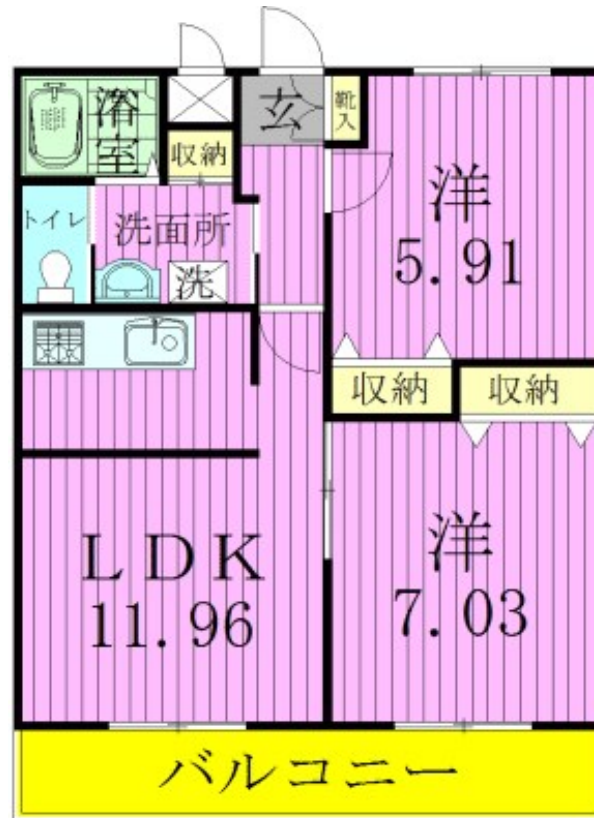 浴室
収納
玄
靴入
洋
5.91
トイレ
洗面所
洗
収納
収納
LDK
11.96
洋
7.03
バルコニー